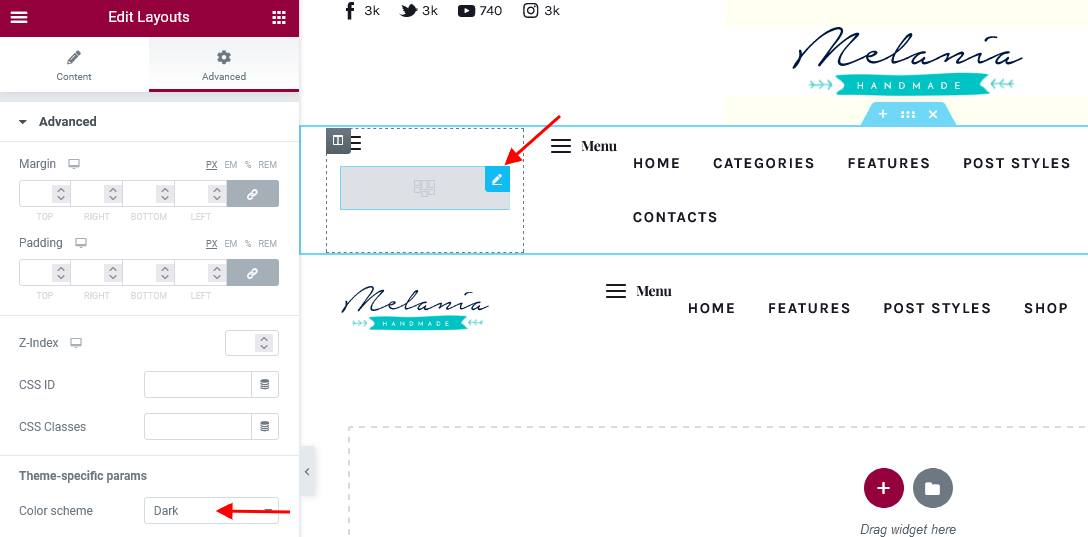 Edit Layouts
Content
Advanced
Advanced
Margin
PX EM % REM
TOP RIGHT BOTTOM LEFT
Padding
PX EM % REM
TOP RIGHT BOTTOM LEFT
Z-Index
CSS ID
CSS Classes
Theme-specific params
Color scheme
Dark
3k 3k 740 3k
Melania
HANDMADE
Menu
HOME CATEGORIES FEATURES POST STYLES
CONTACTS
Melania
HANDMADE
Menu
HOME FEATURES POST STYLES SHOP
Drag widget here